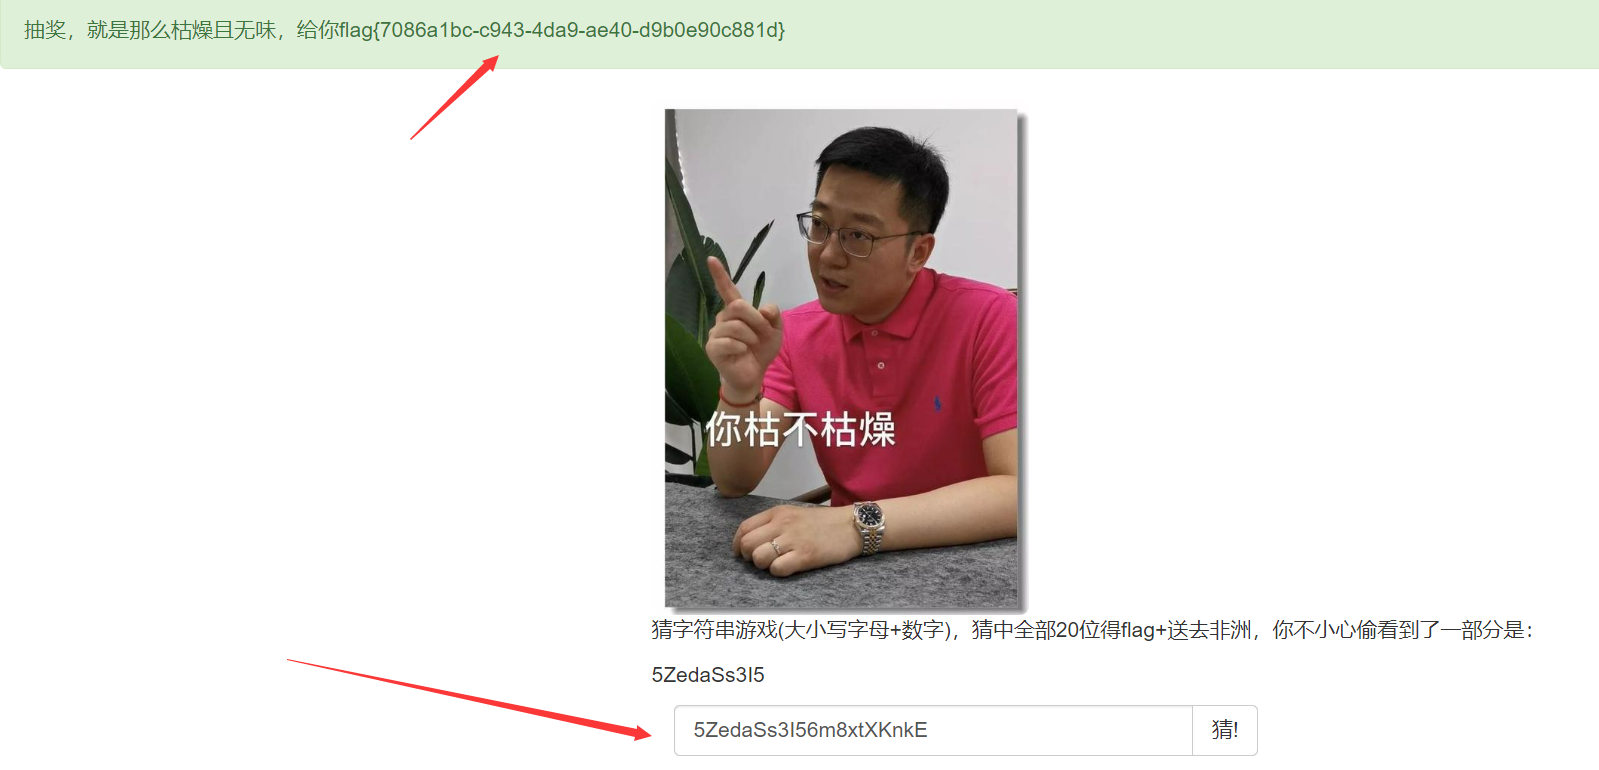 抽奖，就是那么枯燥且无味，给你flag{7086a1bc-c943-4da9-ae40-d9b0e90c881d}
你枯不枯燥
猜字符串游戏(大小写字母+数字)，猜中全部20位得flag+送去非洲，你不小心偷看到了一部分是：
5ZedaSs3I5
5ZedaSs3I56m8xtXKnkE
猜!